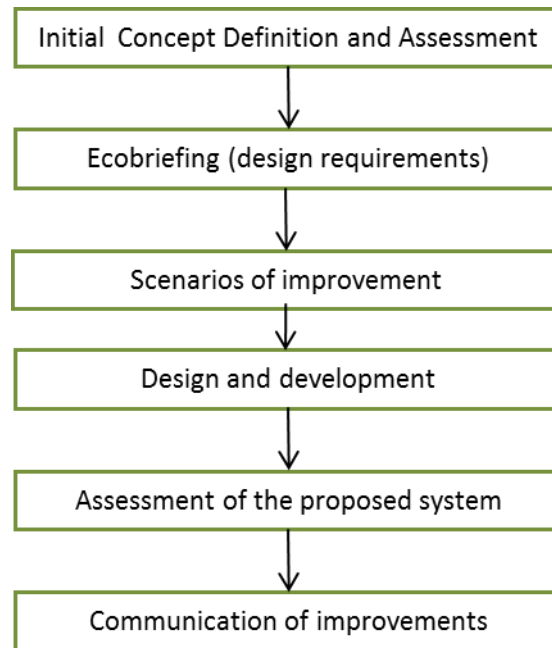 Initial Concept Definition and Assessment
Ecobriefing (design requirements)
Scenarios of improvement
Design and development
Assessment of the proposed system
Communication of improvements